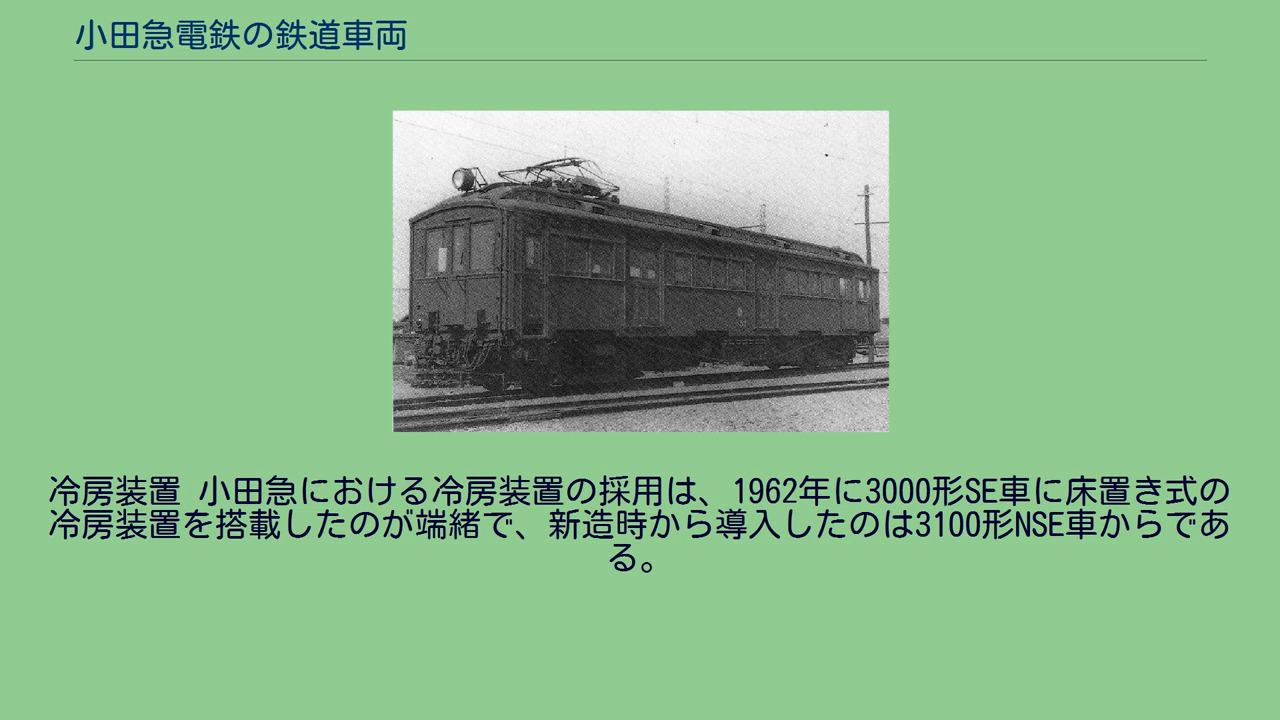 小田急電鉄の鉄道車両
冷房装置 小田急における冷房装置の採用は、1962年に3000形SE車に床置き式の
冷房装置を搭載したのが端緒で、新造時から導入したのは3100形NSE車からであ
る。